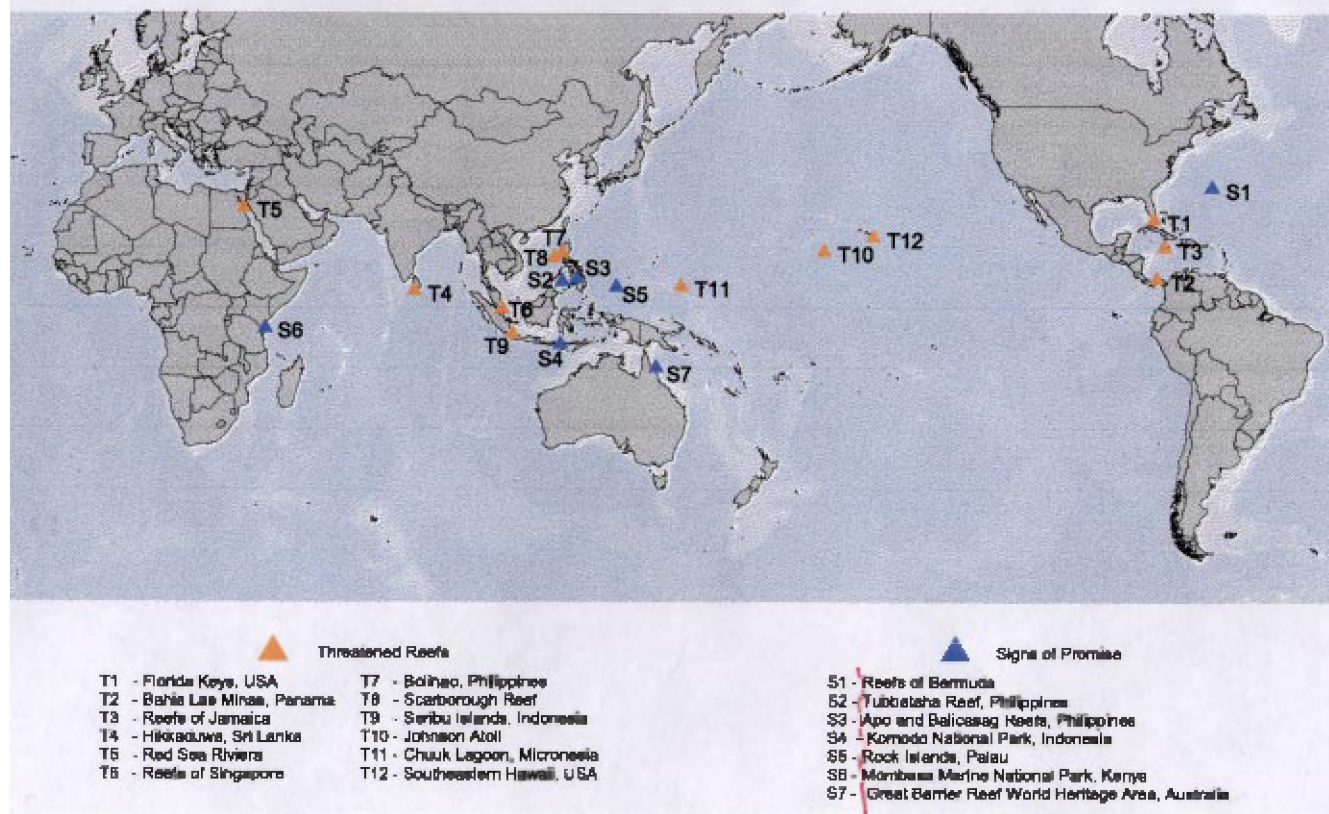 S1
T5
T1
T12
T7
T3
T10
T8
S3
S2
T2
S5
T11
T4
T6
S6
T9
S4
S7
Threatened Reefs
T1 - Florida Keys, USA
T2 - Bahia Las Minas, Panama
T3 - Reefs of Jamaica
T4 - Hikkaduwa, Sri Lanka
T5 - Red Sea Riviera
T6 - Reefs of Singapore
T7 - Bolinao, Philippines
T8 - Scarborough Reef
T9 - Seribu Islands, Indonesia
T10 - Johnson Atoll
T11 - Chuuk Lagoon, Micronesia
T12 - Southeastern Hawaii, USA
Signs of Promise
S1 - Reefs of Bermuda
S2 - Tubbataha Reef, Philippines
S3 - Apo and Balicasag Reefs, Philippines
S4 - Komodo National Park, Indonesia
S5 - Rock Islands, Palau
S6 - Mombasa Marine National Park, Kenya
S7 - Great Barrier Reef World Heritage Area, Australia